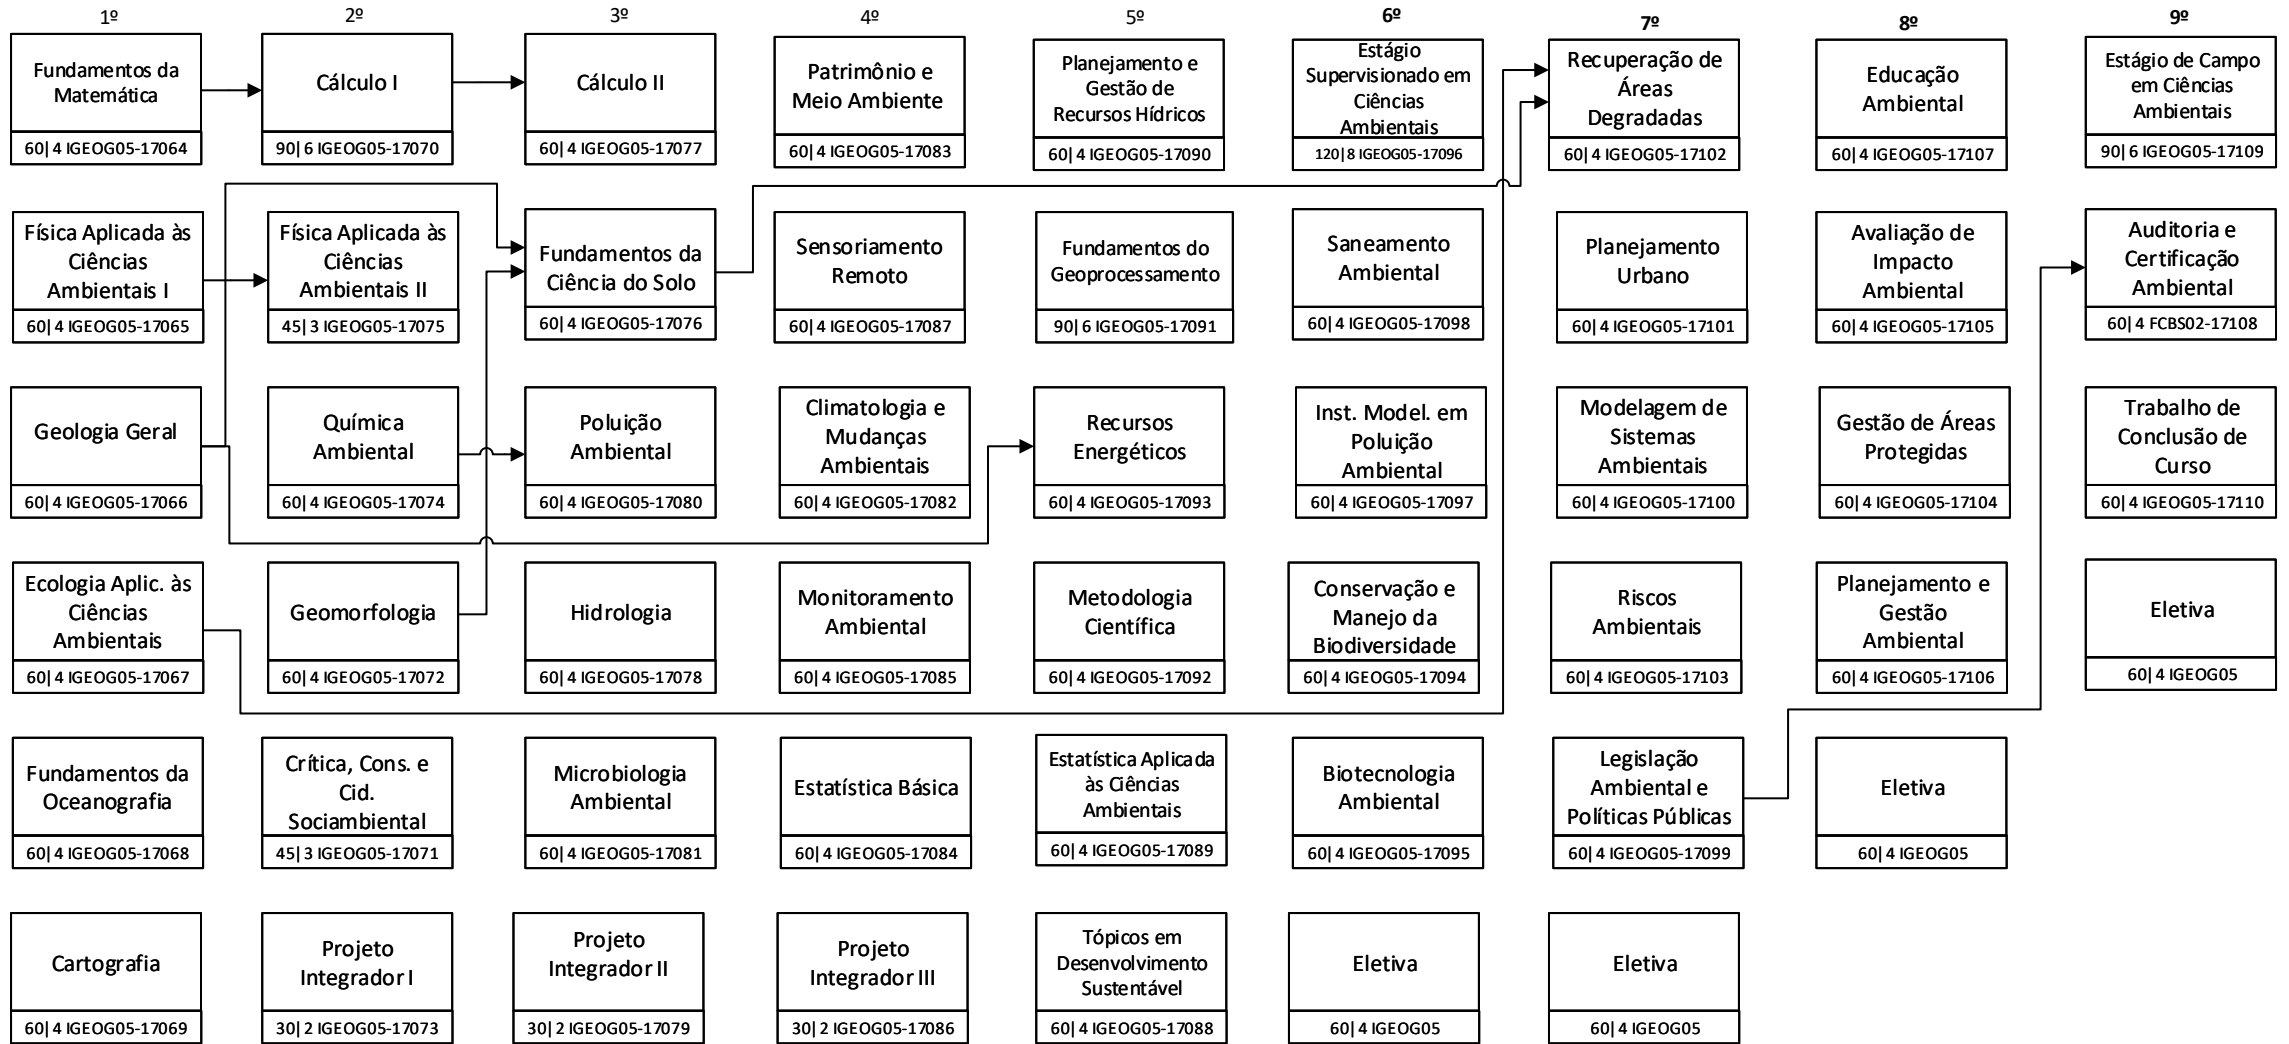 1º
2º
3º
4º
5º
6º
7º
8º
9º
Fundamentos da
Matemática
60| 4 IGEOG05-17064
Cálculo I
90| 6 IGEOG05-17070
Cálculo II
60| 4 IGEOG05-17077
Patrimônio e
Meio Ambiente
60| 4 IGEOG05-17083
Planejamento e
Gestão de
Recursos Hídricos
60| 4 IGEOG05-17090
Estágio
Supervisionado em
Ciências
Ambientais
120| 8 IGEOG05-17096
Recuperação de
Áreas
Degradadas
60| 4 IGEOG05-17102
Educação
Ambiental
60| 4 IGEOG05-17107
Estágio de Campo
em Ciências
Ambientais
90| 6 IGEOG05-17109
Física Aplicada às
Ciências
Ambientais I
60| 4 IGEOG05-17065
Física Aplicada às
Ciências
Ambientais II
45| 3 IGEOG05-17075
Fundamentos da
Ciência do Solo
60| 4 IGEOG05-17076
Sensoriamento
Remoto
60| 4 IGEOG05-17087
Fundamentos do
Geoprocessamento
90| 6 IGEOG05-17091
Saneamento
Ambiental
60| 4 IGEOG05-17098
Planejamento
Urbano
60| 4 IGEOG05-17101
Avaliação de
Impacto
Ambiental
60| 4 IGEOG05-17105
Auditoria e
Certificação
Ambiental
60| 4 FCBS02-17108
Geologia Geral
60| 4 IGEOG05-17066
Química
Ambiental
60| 4 IGEOG05-17074
Poluição
Ambiental
60| 4 IGEOG05-17080
Climatologia e
Mudanças
Ambientais
60| 4 IGEOG05-17082
Recursos
Energéticos
60| 4 IGEOG05-17093
Inst. Model. em
Poluição
Ambiental
60| 4 IGEOG05-17097
Modelagem de
Sistemas
Ambientais
60| 4 IGEOG05-17100
Gestão de Áreas
Protegidas
60| 4 IGEOG05-17104
Trabalho de
Conclusão de
Curso
60| 4 IGEOG05-17110
Ecologia Aplic. às
Ciências
Ambientais
60| 4 IGEOG05-17067
Geomorfologia
60| 4 IGEOG05-17072
Hidrologia
60| 4 IGEOG05-17078
Monitoramento
Ambiental
60| 4 IGEOG05-17085
Metodologia
Científica
60| 4 IGEOG05-17092
Conservação e
Manejo da
Biodiversidade
60| 4 IGEOG05-17094
Riscos
Ambientais
60| 4 IGEOG05-17103
Planejamento e
Gestão
Ambiental
60| 4 IGEOG05-17106
Eletiva
60| 4 IGEOG05
Fundamentos da
Oceanografia
60| 4 IGEOG05-17068
Crítica, Cons. e
Cid.
Sociambiental
45| 3 IGEOG05-17071
Microbiologia
Ambiental
60| 4 IGEOG05-17081
Estatística Básica
60| 4 IGEOG05-17084
Estatística Aplicada
às Ciências
Ambientais
60| 4 IGEOG05-17089
Biotecnologia
Ambiental
60| 4 IGEOG05-17095
Legislação
Ambiental e
Políticas Públicas
60| 4 IGEOG05-17099
Eletiva
60| 4 IGEOG05
Cartografia
60| 4 IGEOG05-17069
Projeto
Integrador I
30| 2 IGEOG05-17073
Projeto
Integrador II
30| 2 IGEOG05-17079
Projeto
Integrador III
30| 2 IGEOG05-17086
Tópicos em
Desenvolvimento
Sustentável
60| 4 IGEOG05-17088
Eletiva
60| 4 IGEOG05
Eletiva
60| 4 IGEOG05